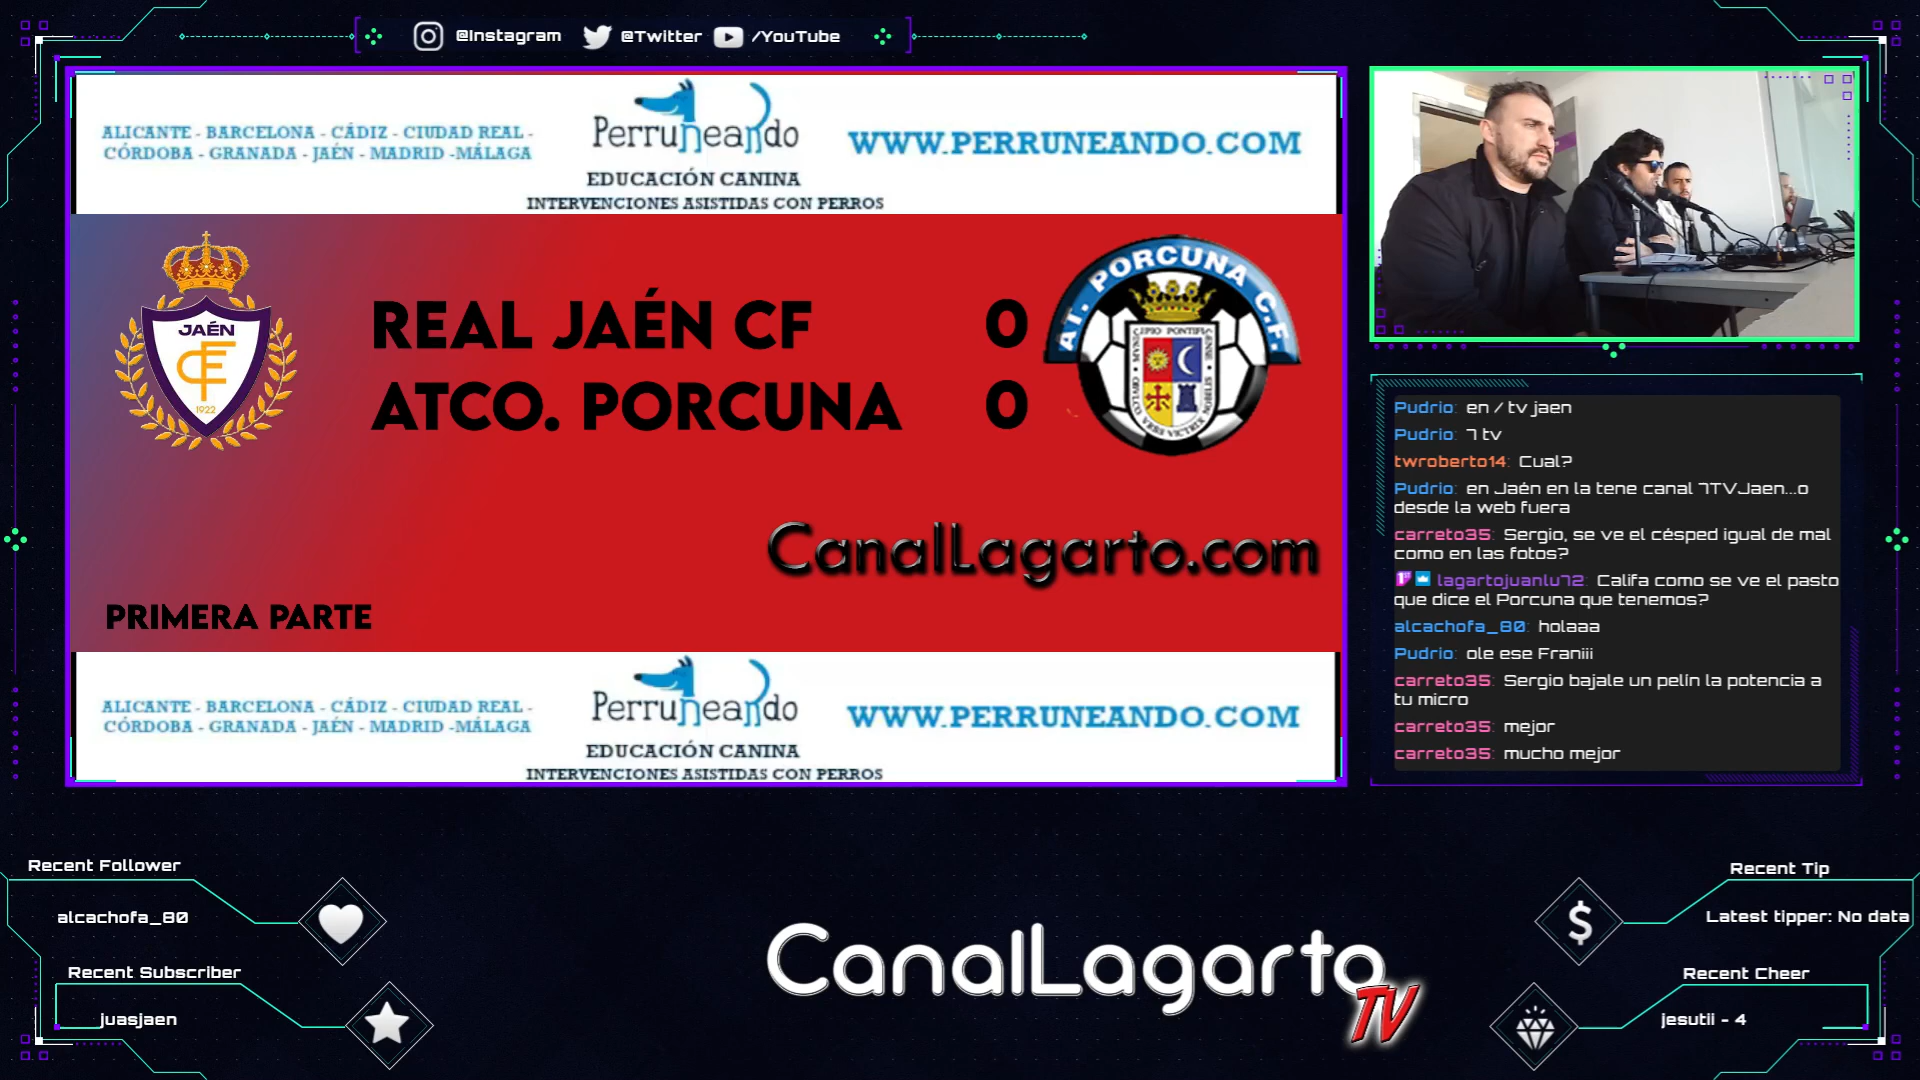 @Instagram @Twitter /YouTube
ALICANTE - BARCELONA - CÁDIZ - CIUDAD REAL -
CÓRDOBA - GRANADA - JAÉN - MADRID -MÁLAGA
Perruneando
EDUCACIÓN CANINA
INTERVENCIONES ASISTIDAS CON PERROS
WWW.PERRUNEANDO.COM
JAÉN
CF
1922
REAL JAÉN CF 0
ATCO. PORCUNA 0
AT. PORCUNA C.F.
CanalLagarto.com
PRIMERA PARTE
ALICANTE - BARCELONA - CÁDIZ - CIUDAD REAL -
CÓRDOBA - GRANADA - JAÉN - MADRID -MÁLAGA
Perruneando
EDUCACIÓN CANINA
INTERVENCIONES ASISTIDAS CON PERROS
WWW.PERRUNEANDO.COM
Pudrio: en / tv jaen
Pudrio: 7 tv
twroberto14: Cual?
Pudrio: en Jaén en la tene canal 7TVJaen...o
desde la web fuera
carreto35: Sergio, se ve el césped igual de mal
como en las fotos?
lagartojuanlu72: Califa como se ve el pasto
que dice el Porcuna que tenemos?
alcachofa_80: holaaa
Pudrio: ole ese Franiii
carreto35: Sergio bajale un pelín la potencia a
tu micro
carreto35: mejor
carreto35: mucho mejor
Recent Follower
alcachofa_80
Recent Subscriber
juasjaen
CanalLagarto
TV
Recent Tip
$
Latest tipper: No data
Recent Cheer
jesutii - 4